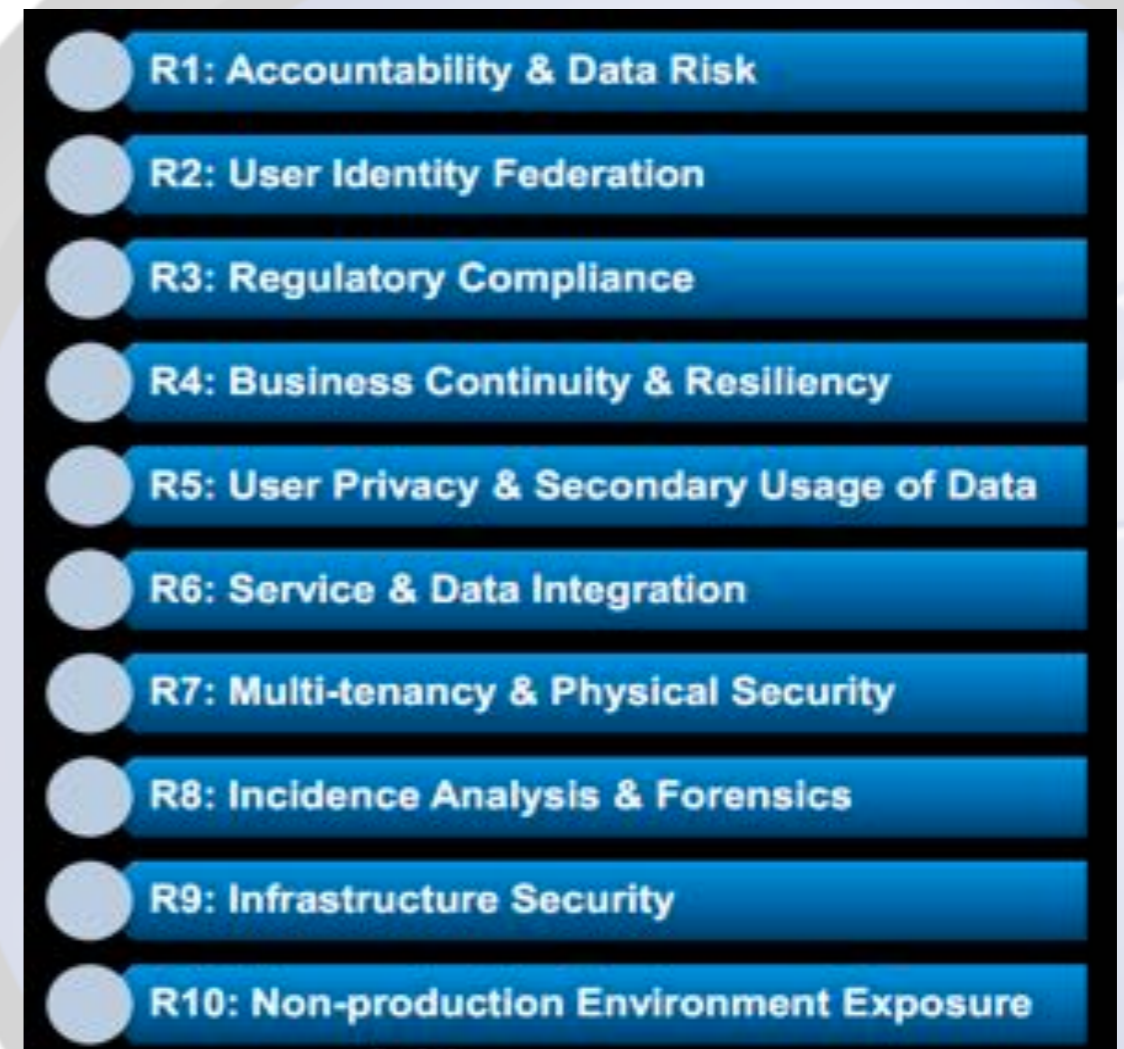 R1: Accountability & Data Risk
R2: User Identity Federation
R3: Regulatory Compliance
R4: Business Continuity & Resiliency
R5: User Privacy & Secondary Usage of Data
R6: Service & Data Integration
R7: Multi-tenancy & Physical Security
R8: Incidence Analysis & Forensics
R9: Infrastructure Security
R10: Non-production Environment Exposure